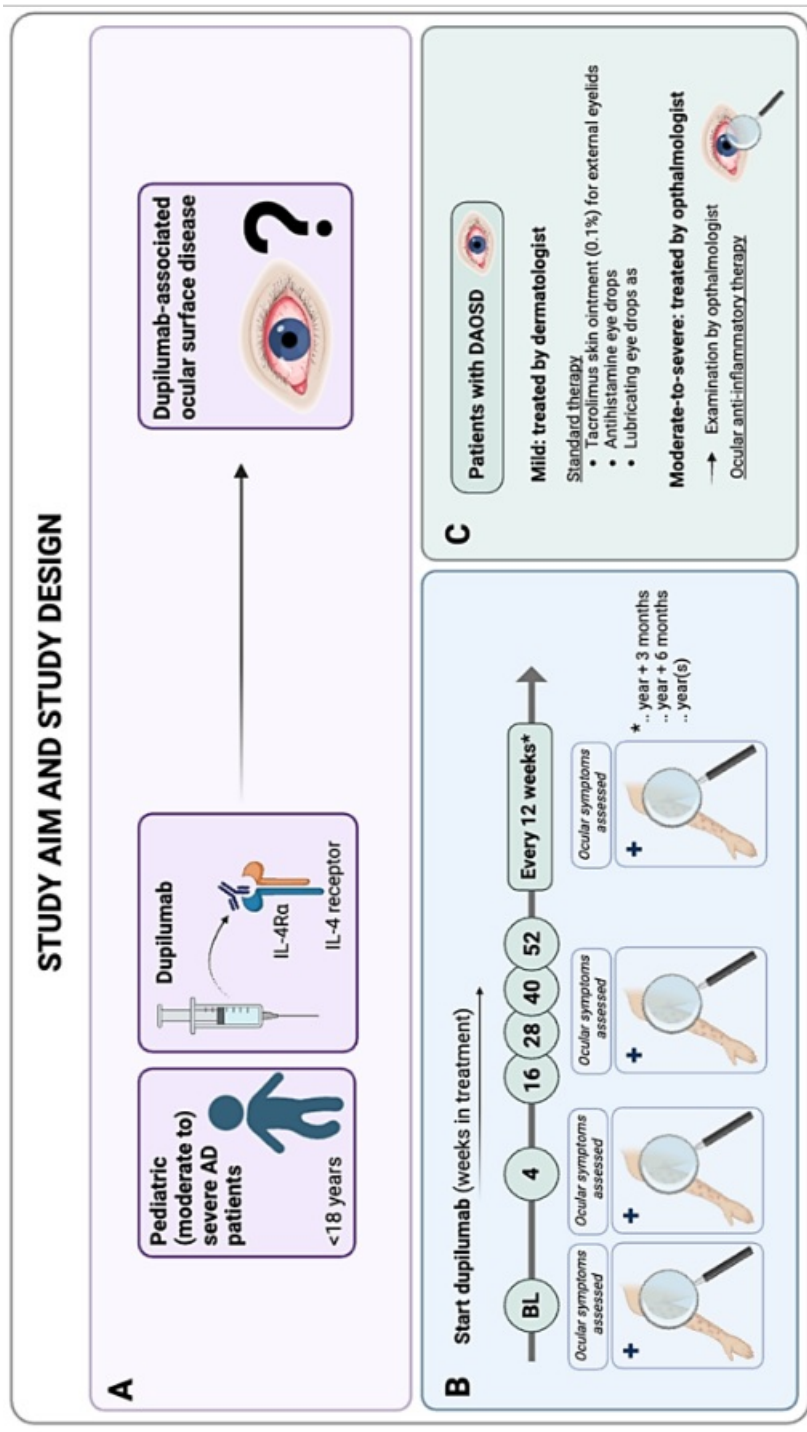 STUDY AIM AND STUDY DESIGN
A
Pediatric
(moderate to)
severe AD
patients
<18 years
Dupilumab
IL-4Rα
IL-4 receptor
Dupilumab-associated
ocular surface disease
?
B
Start dupilumab (weeks in treatment)
BL
4
16
28
40
52
Every 12 weeks*
Ocular symptoms
assessed
+
Ocular symptoms
assessed
+
Ocular symptoms
assessed
+
Ocular symptoms
assessed
+
* .. year + 3 months
.. year + 6 months
.. year(s)
C
Patients with DAOSD
Mild: treated by dermatologist
Standard therapy
• Tacrolimus skin ointment (0.1%) for external eyelids
• Antihistamine eye drops
• Lubricating eye drops as
Moderate-to-severe: treated by opthalmologist
Examination by opthalmologist
Ocular anti-inflammatory therapy